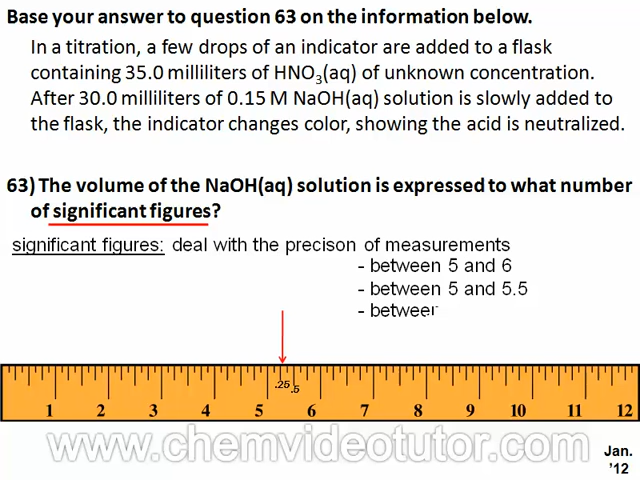 Base your answer to question 63 on the information below.
In a titration, a few drops of an indicator are added to a flask
containing 35.0 milliliters of HNO₃(aq) of unknown concentration.
After 30.0 milliliters of 0.15 M NaOH(aq) solution is slowly added to
the flask, the indicator changes color, showing the acid is neutralized.
63) The volume of the NaOH(aq) solution is expressed to what number
of significant figures?
significant figures: deal with the precison of measurements
- between 5 and 6
- between 5 and 5.5
- betweer
.25 .5
1 2 3 4 5 6 7 8 9 10 11 12
www.chemvideotutor.com
Jan.
'12